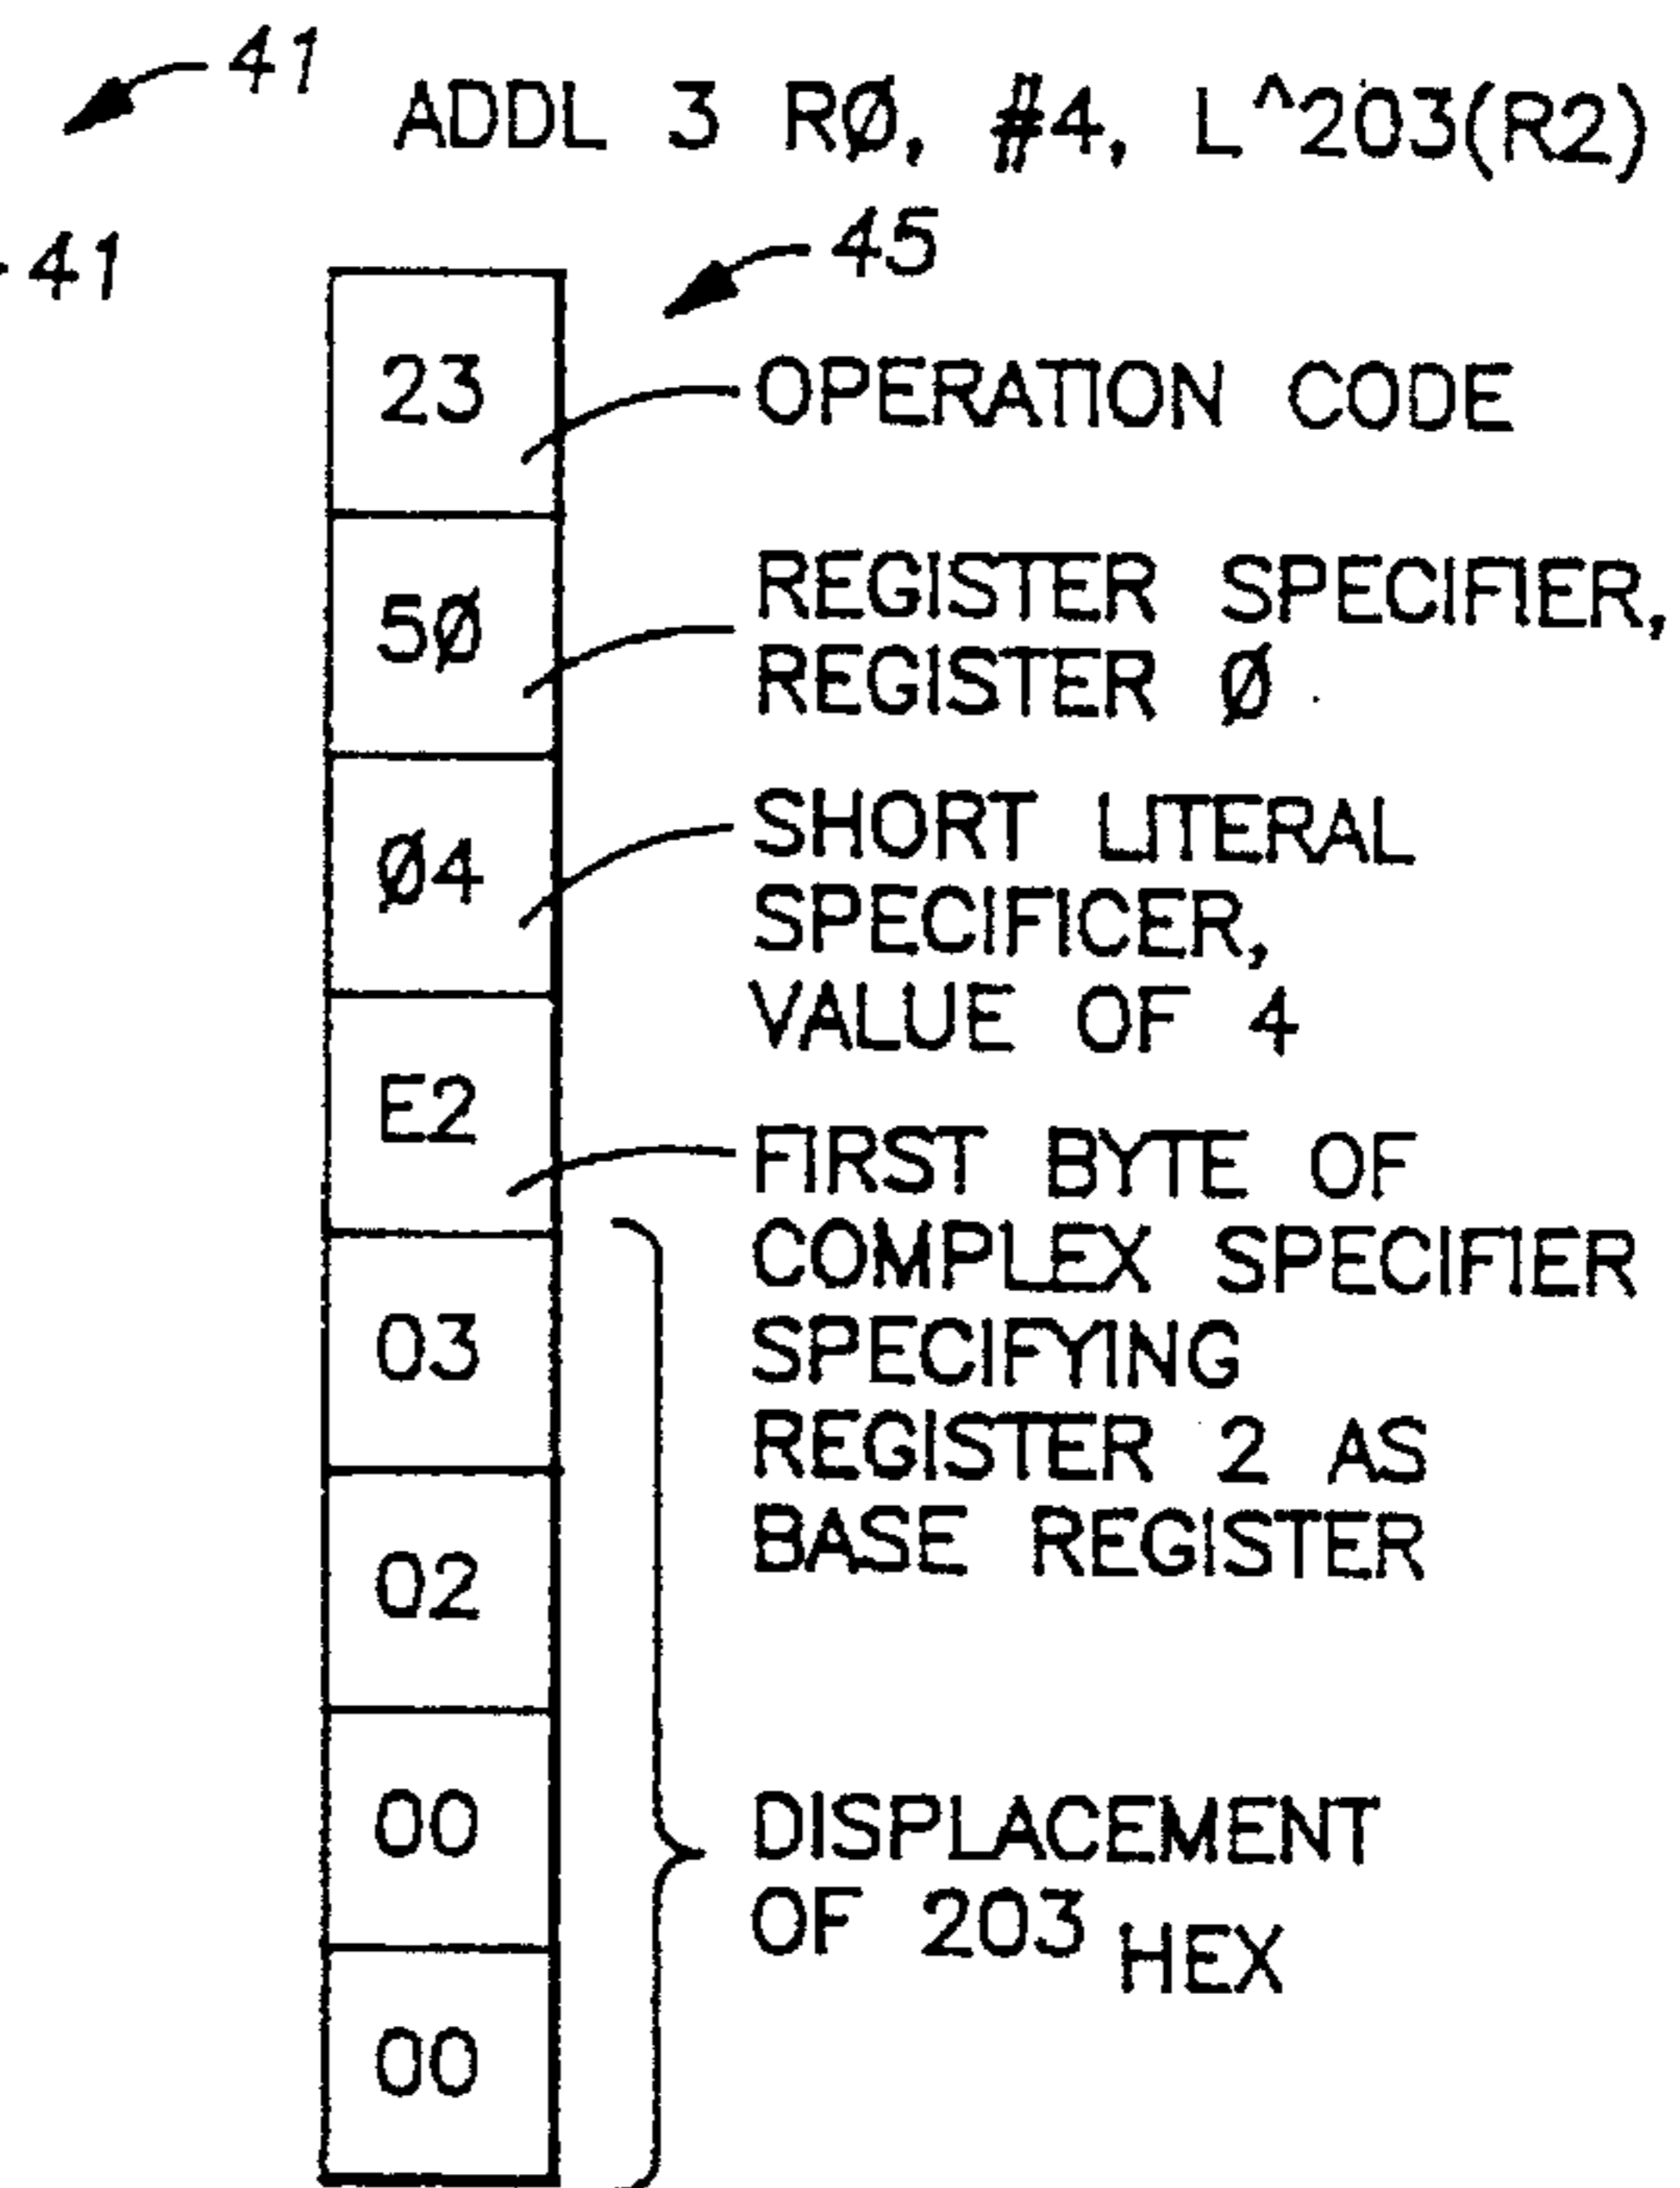 41
ADDL 3 RØ, #4, L^203(R2)
41
45
23
OPERATION CODE
5Ø
REGISTER SPECIFIER,
REGISTER Ø
Ø4
SHORT LITERAL
SPECIFICER,
VALUE OF 4
E2
FIRST BYTE OF
COMPLEX SPECIFIER
SPECIFYING
REGISTER 2 AS
BASE REGISTER
03
02
00
00
DISPLACEMENT
OF 203 HEX